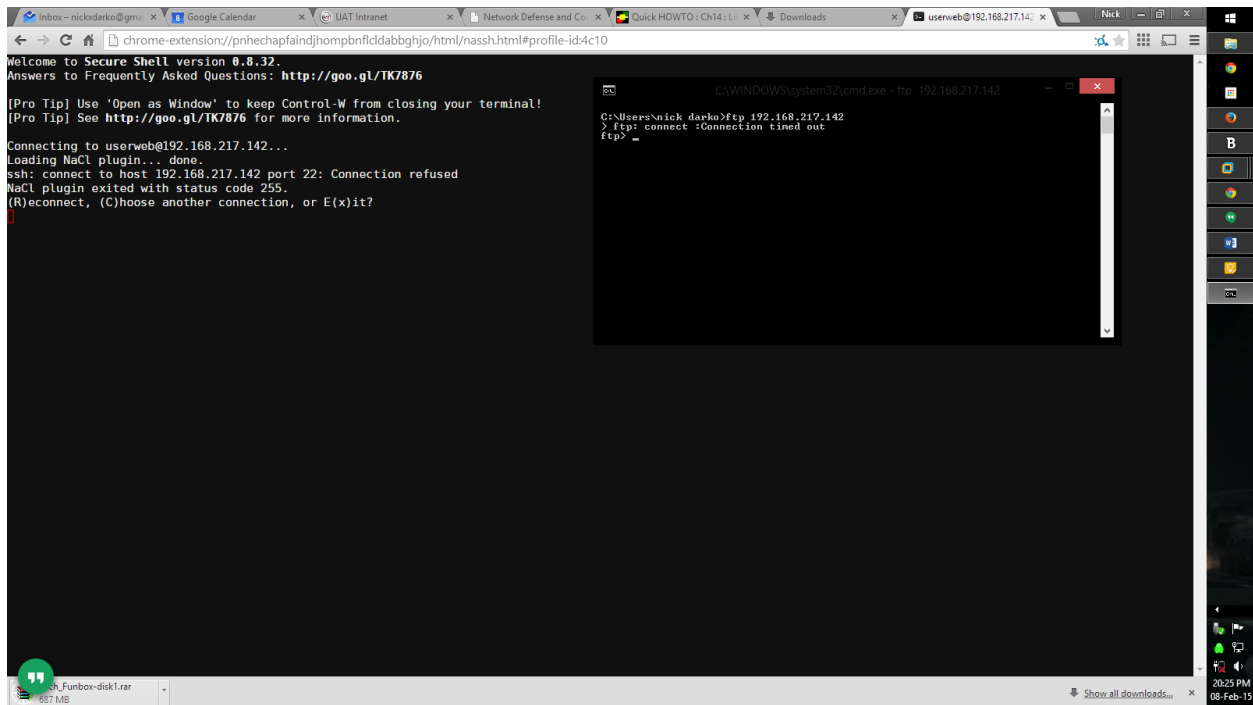 Inbox – nickxdarko@gma
8 Google Calendar
UAT Intranet
Network Defense and Co
Quick HOWTO : Ch14 : Li
Downloads
userweb@192.168.217.142
Nick
chrome-extension://pnhechapfaindjhompbnflcldabbghjo/html/nassh.html#profile-id:4c10
Welcome to Secure Shell version 0.8.32.
Answers to Frequently Asked Questions: http://goo.gl/TK7876
[Pro Tip] Use 'Open as Window' to keep Control-W from closing your terminal!
[Pro Tip] See http://goo.gl/TK7876 for more information.
Connecting to userweb@192.168.217.142...
Loading NaCl plugin... done.
ssh: connect to host 192.168.217.142 port 22: Connection refused
NaCl plugin exited with status code 255.
(R)econnect, (C)hoose another connection, or E(x)it?
C:\WINDOWS\system32\cmd.exe - ftp 192.168.217.142
C:\Users\nick darko>ftp 192.168.217.142
> ftp: connect :Connection timed out
ftp> _
B
W
ch_Funbox-disk1.rar
687 MB
Show all downloads...
20:25 PM
08-Feb-15